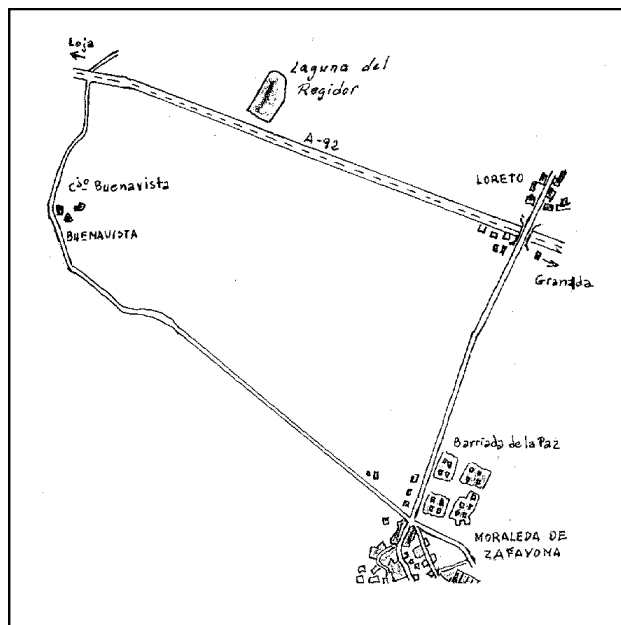 Loja
Laguna del
Regidor
A-92
LORETO
Cjo Buenavista
BUENAVISTA
Granada
Barriada de la Paz
MORALEDA DE
ZAFAYONA